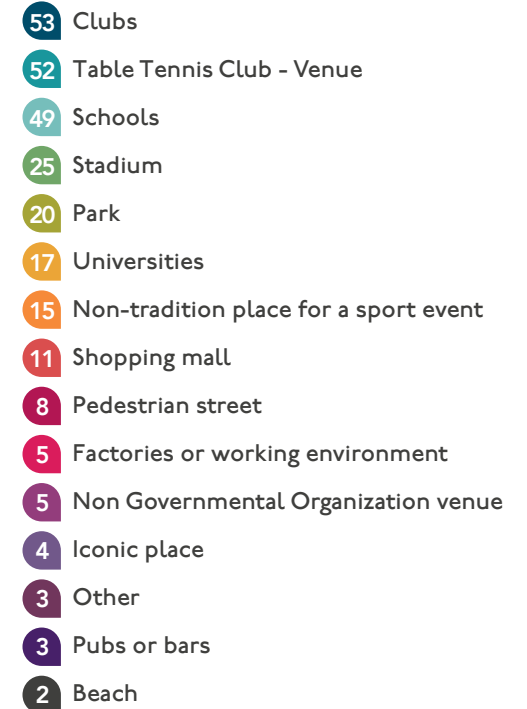 53 Clubs
52 Table Tennis Club - Venue
49 Schools
25 Stadium
20 Park
17 Universities
15 Non-tradition place for a sport event
11 Shopping mall
8 Pedestrian street
5 Factories or working environment
5 Non Governmental Organization venue
4 Iconic place
3 Other
3 Pubs or bars
2 Beach